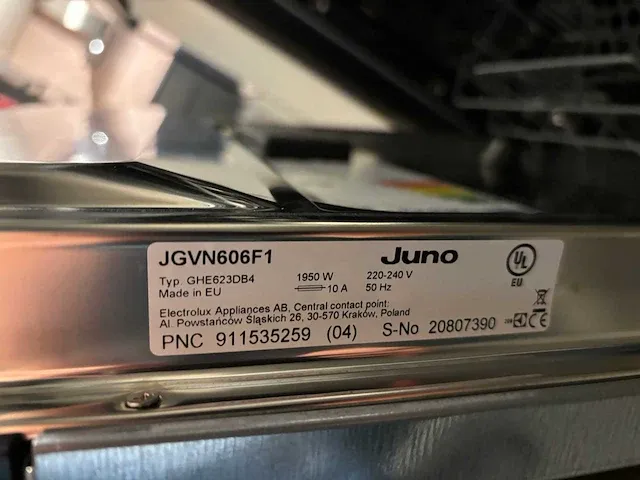 JGVN606F1 Juno
Typ. GHE623DB4 1950 W 220-240 V
Made in EU 10 A 50 Hz
Electrolux Appliances AB, Central contact point:
Al. Powstańców Śląskich 26, 30-570 Kraków, Poland
PNC 911535259 (04) S-No 20807390
UL
EU
CE